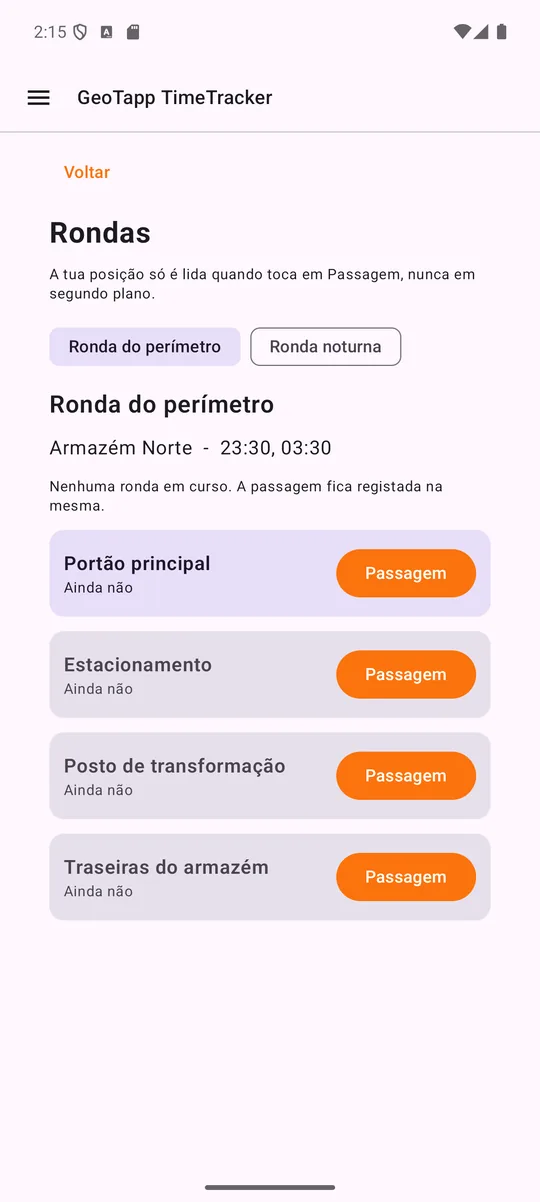 2:15
GeoTapp TimeTracker
Voltar
Rondas
A tua posição só é lida quando toca em Passagem, nunca em
segundo plano.
Ronda do perímetro
Ronda noturna
Ronda do perímetro
Armazém Norte - 23:30, 03:30
Nenhuma ronda em curso. A passagem fica registada na
mesma.
Portão principal
Ainda não
Passagem
Estacionamento
Ainda não
Passagem
Posto de transformação
Ainda não
Passagem
Traseiras do armazém
Ainda não
Passagem